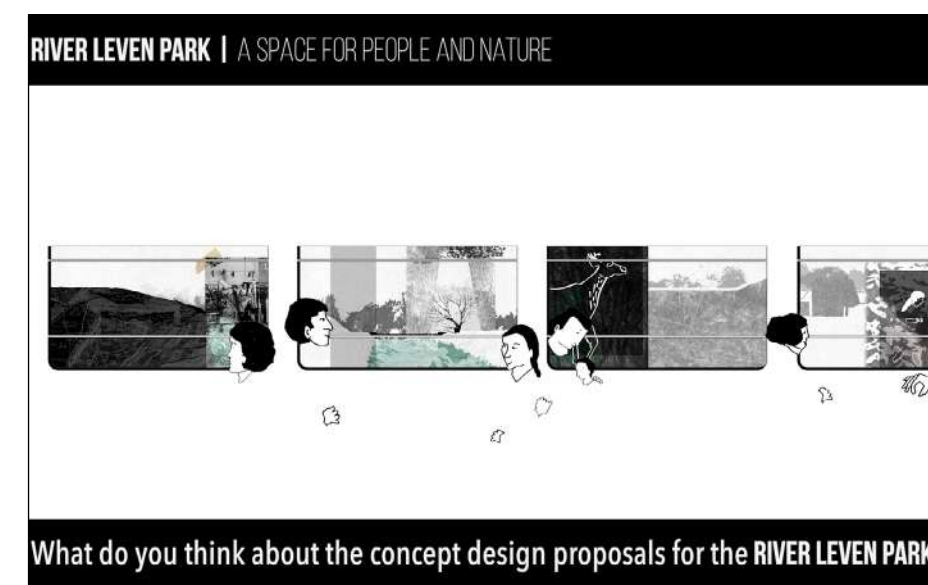 RIVER LEVEN PARK | A SPACE FOR PEOPLE AND NATURE
What do you think about the concept design proposals for the RIVER LEVEN PARK